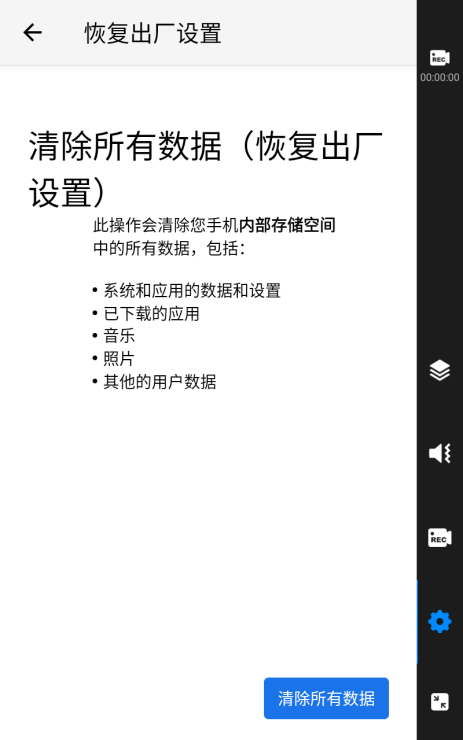 恢复出厂设置
REC
00:00:00
清除所有数据（恢复出厂
设置）
此操作会清除您手机内部存储空间
中的所有数据，包括：
• 系统和应用的数据和设置
• 已下载的应用
• 音乐
• 照片
• 其他的用户数据
REC
清除所有数据